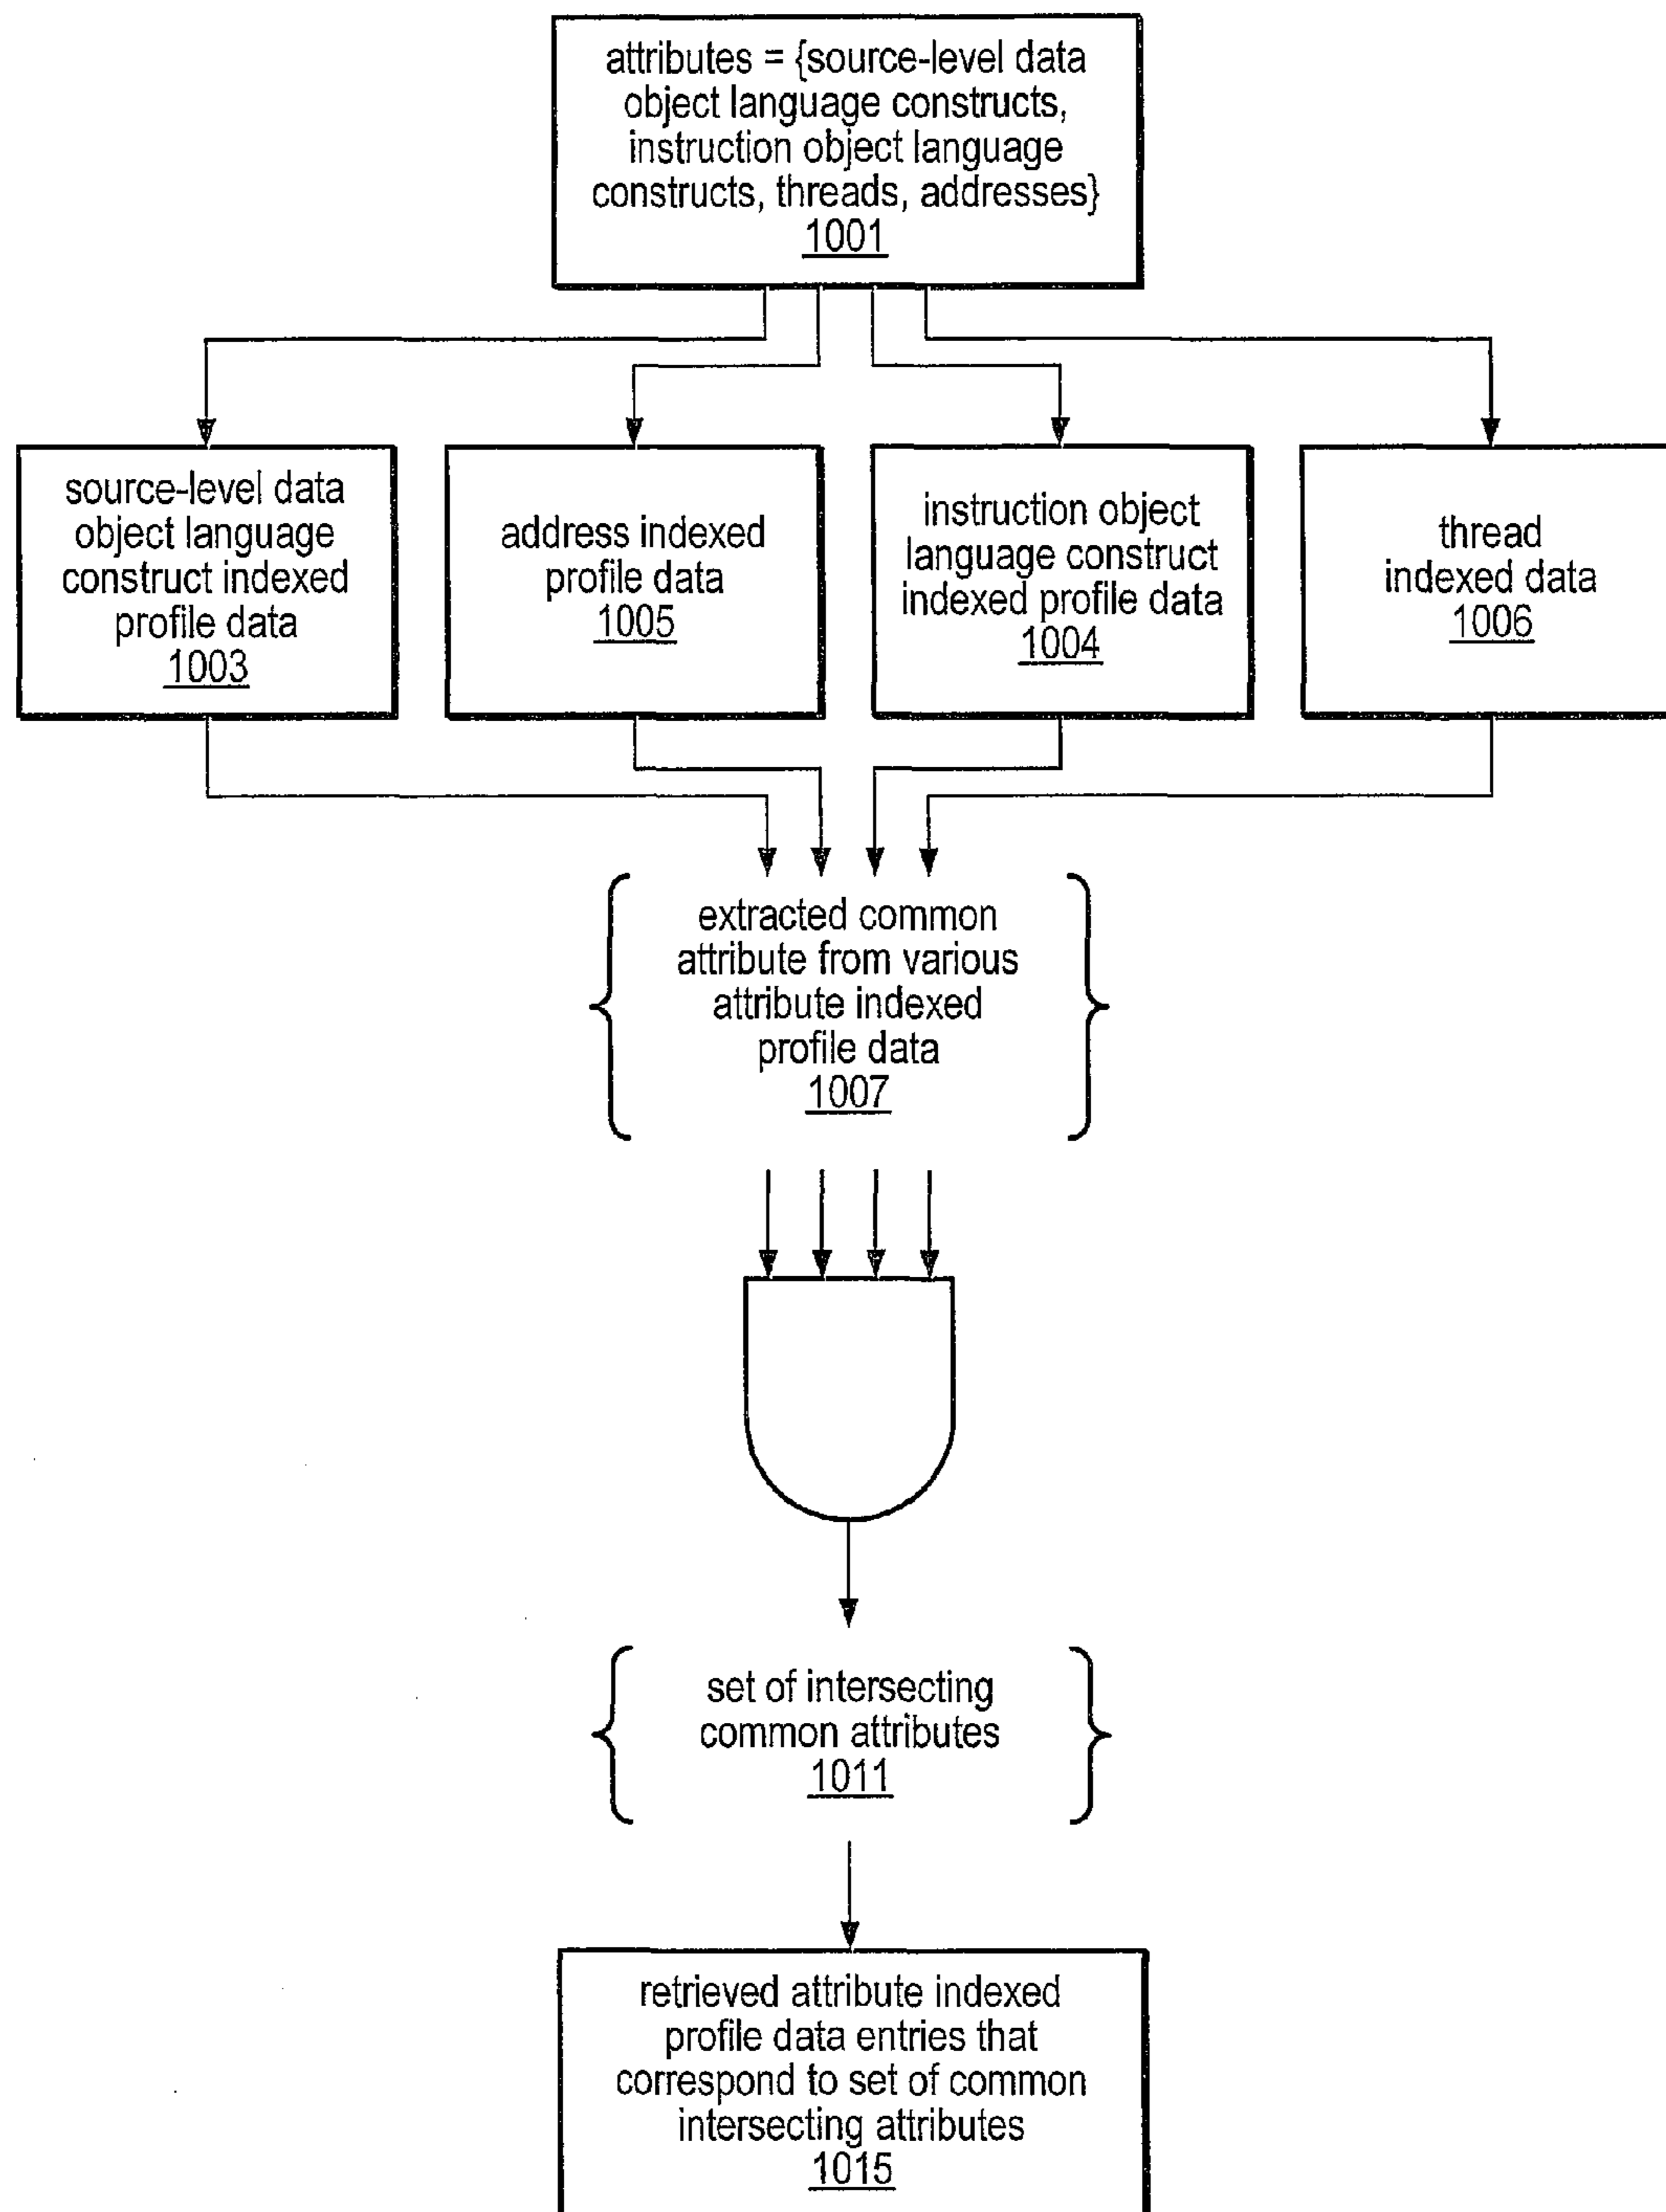 attributes = {source-level data
object language constructs,
instruction object language
constructs, threads, addresses}
1001
source-level data
object language
construct indexed
profile data
1003
address indexed
profile data
1005
instruction object
language construct
indexed profile data
1004
thread
indexed data
1006
extracted common
attribute from various
attribute indexed
profile data
1007
set of intersecting
common attributes
1011
retrieved attribute indexed
profile data entries that
correspond to set of common
intersecting attributes
1015